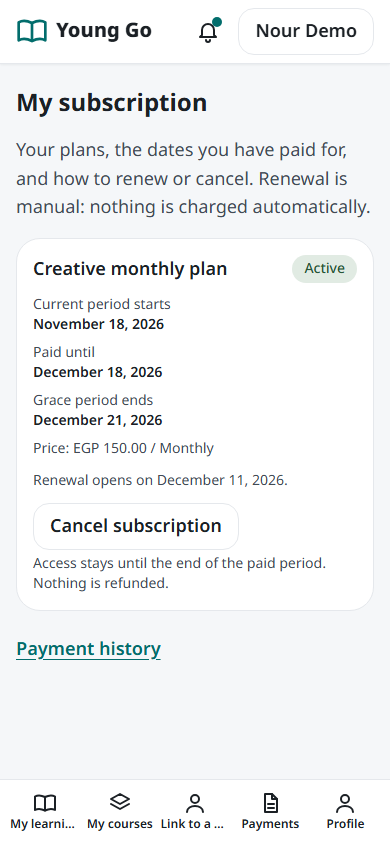 Young Go
Nour Demo
My subscription
Your plans, the dates you have paid for,
and how to renew or cancel. Renewal is
manual: nothing is charged automatically.
Creative monthly plan
Active
Current period starts
November 18, 2026
Paid until
December 18, 2026
Grace period ends
December 21, 2026
Price: EGP 150.00 / Monthly
Renewal opens on December 11, 2026.
Cancel subscription
Access stays until the end of the paid period.
Nothing is refunded.
Payment history
My learni...
My courses
Link to a ...
Payments
Profile